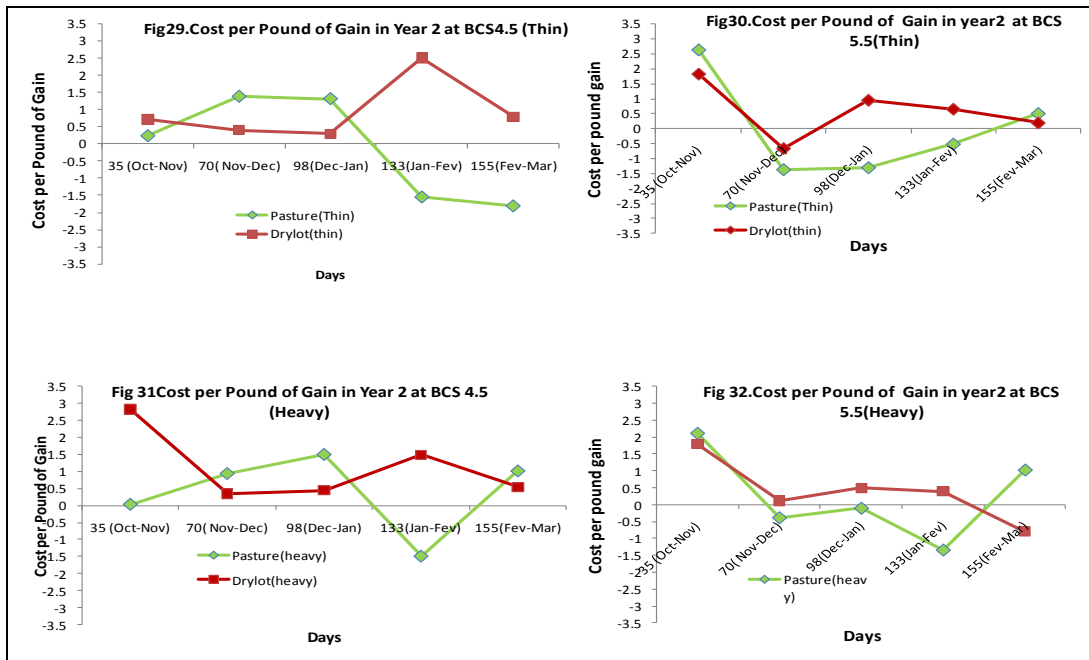 Fig29.Cost per Pound of Gain in Year 2 at BCS4.5 (Thin)
Cost per Pound of Gain
3.5
3
2.5
2
1.5
1
0.5
0
-0.5
-1
-1.5
-2
-2.5
-3
-3.5
35 (Oct-Nov)
70( Nov-Dec)
98(Dec-Jan)
133(Jan-Fev)
155(Fev-Mar)
Pasture(Thin)
Drylot(thin)
Days
Fig30.Cost per Pound of Gain in year2 at BCS
5.5(Thin)
Cost per Pound gain
3.5
3
2.5
2
1.5
1
0.5
0
-0.5
-1
-1.5
-2
-2.5
-3
-3.5
35 (Oct-Nov)
70( Nov-Dec)
98(Dec-Jan)
133(Jan-Fev)
155(Fev-Mar)
Pasture(Thin)
Drylot(thin)
Days
Fig 31Cost per Pound of Gain in Year 2 at BCS 4.5
(Heavy)
Cost per Pound of Gain
3.5
3
2.5
2
1.5
1
0.5
0
-0.5
-1
-1.5
-2
-2.5
-3
-3.5
35 (Oct-Nov)
70( Nov-Dec)
98(Dec-Jan)
133(Jan-Fev)
155(Fev-Mar)
Pasture(heavy)
Drylot(heavy)
Days
Fig 32.Cost per Pound of Gain in year2 at BCS
5.5(Heavy)
Cost per Pound gain
3.5
3
2.5
2
1.5
1
0.5
0
-0.5
-1
-1.5
-2
-2.5
-3
-3.5
35 (Oct-Nov)
70( Nov-Dec)
98(Dec-Jan)
133(Jan-Fev)
155(Fev-Mar)
Pasture(heav
y)
Days